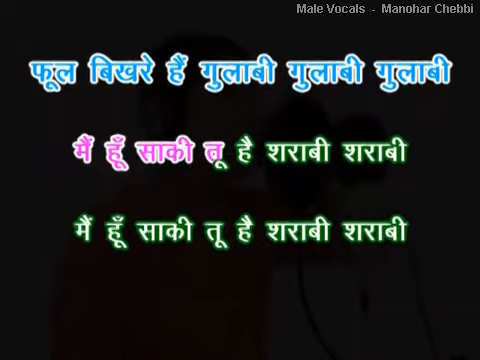 Male Vocals - Manohar Chebbi
फूल बिखरे हैं गुलाबी गुलाबी गुलाबी
मैं हूँ साकी तू है शराबी शराबी
मैं हूँ साकी तू है शराबी शराबी